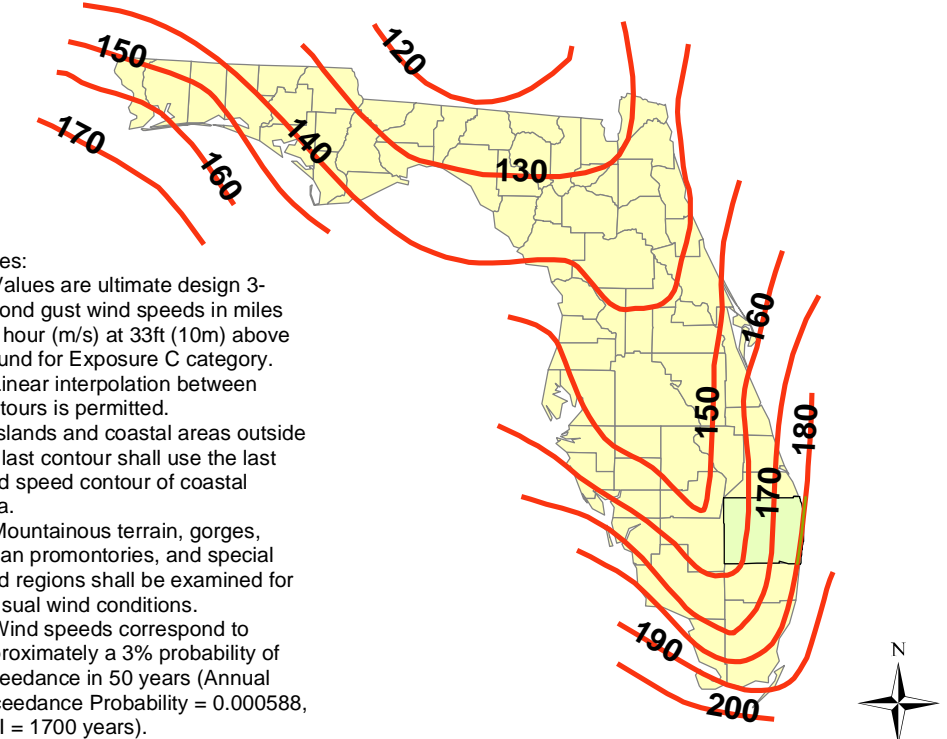 120
150
170
140
160
130
es:
Values are ultimate design 3-
ond gust wind speeds in miles
hour (m/s) at 33ft (10m) above
und for Exposure C category.
inear interpolation between
tours is permitted.
slands and coastal areas outside
last contour shall use the last
d speed contour of coastal
a.
Mountainous terrain, gorges,
an promontories, and special
d regions shall be examined for
sual wind conditions.
Wind speeds correspond to
roximately a 3% probability of
eedance in 50 years (Annual
ceedance Probability = 0.000588,
I = 1700 years).
160
150
180
170
190
200
N